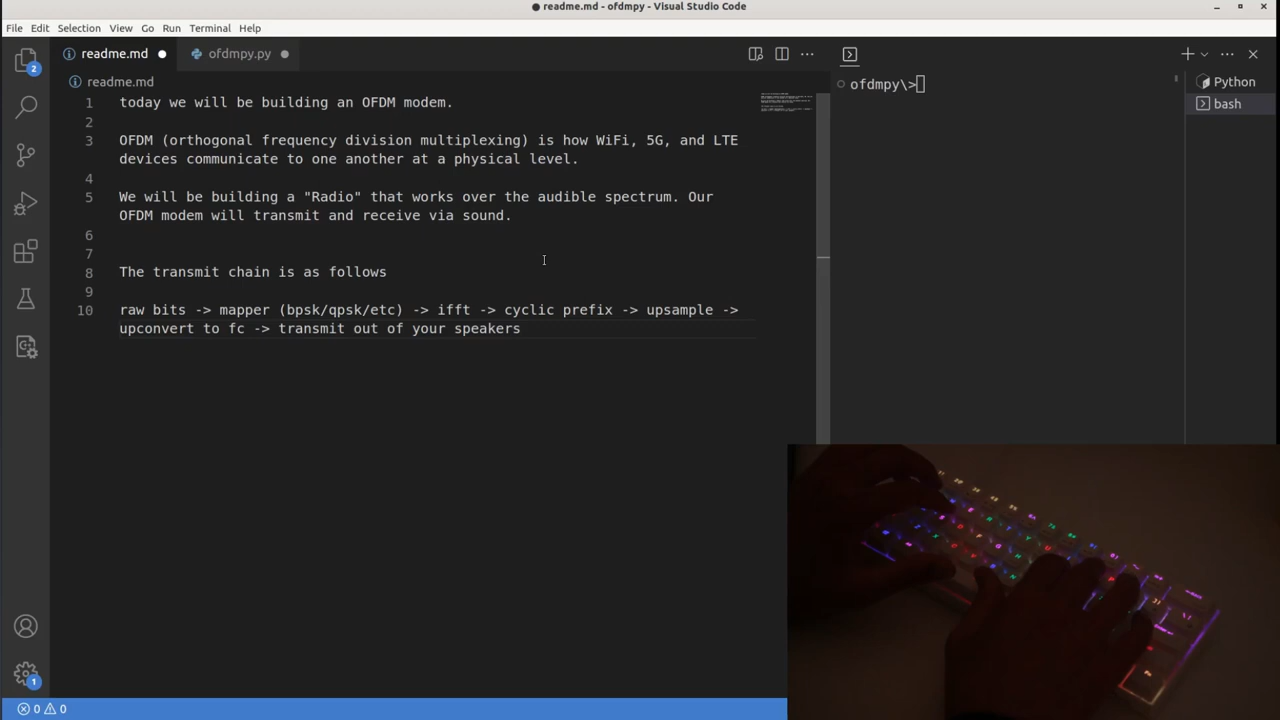 readme.md - ofdmpy - Visual Studio Code
File Edit Selection View Go Run Terminal Help
readme.md
ofdmpy.py
readme.md
1 today we will be building an OFDM modem.
2
3 OFDM (orthogonal frequency division multiplexing) is how WiFi, 5G, and LTE
devices communicate to one another at a physical level.
4
5 We will be building a "Radio" that works over the audible spectrum. Our
OFDM modem will transmit and receive via sound.
6
7
8 The transmit chain is as follows
9
10 raw bits -> mapper (bpsk/qpsk/etc) -> ifft -> cyclic prefix -> upsample ->
upconvert to fc -> transmit out of your speakers
ofdmpy\>
Python
bash
2
1
0 0